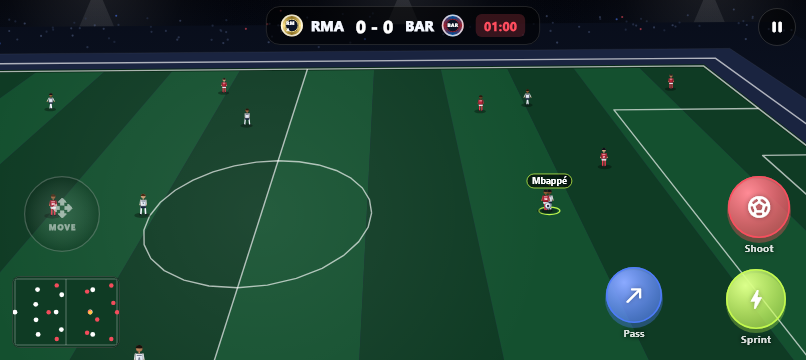 RMA 0 - 0 BAR 01:00
Mbappé
MOVE
Shoot
Pass
Sprint